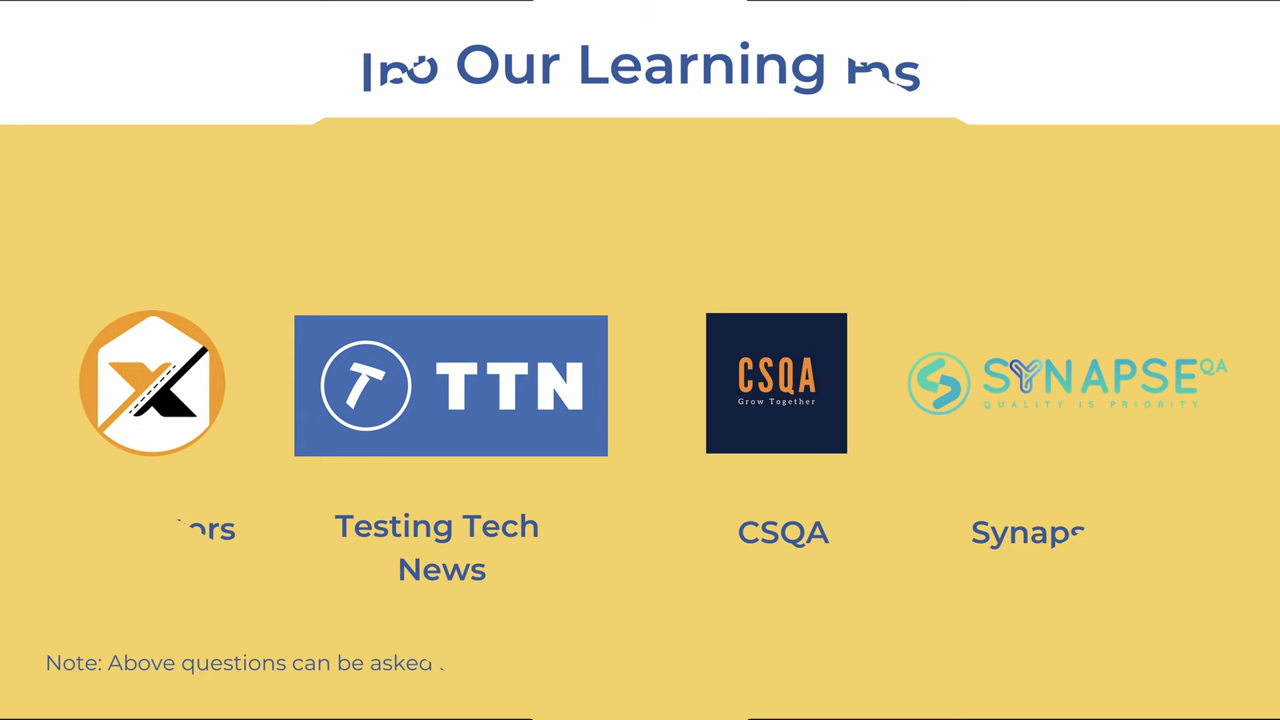 Our Learning
TTN
CSQA
Grow Together
SYNAPSE QA
QUALITY IS PRIORITY
Testing Tech
News
CSQA
Note: Above questions can be asked